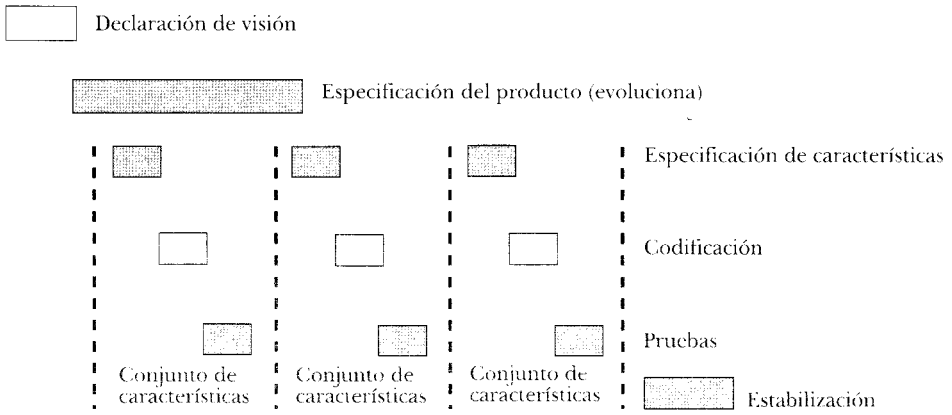 Declaración de visión
Especificación del producto (evoluciona)
Especificación de características
Codificación
Pruebas
Conjunto de
características
Conjunto de
características
Conjunto de
características
Estabilización